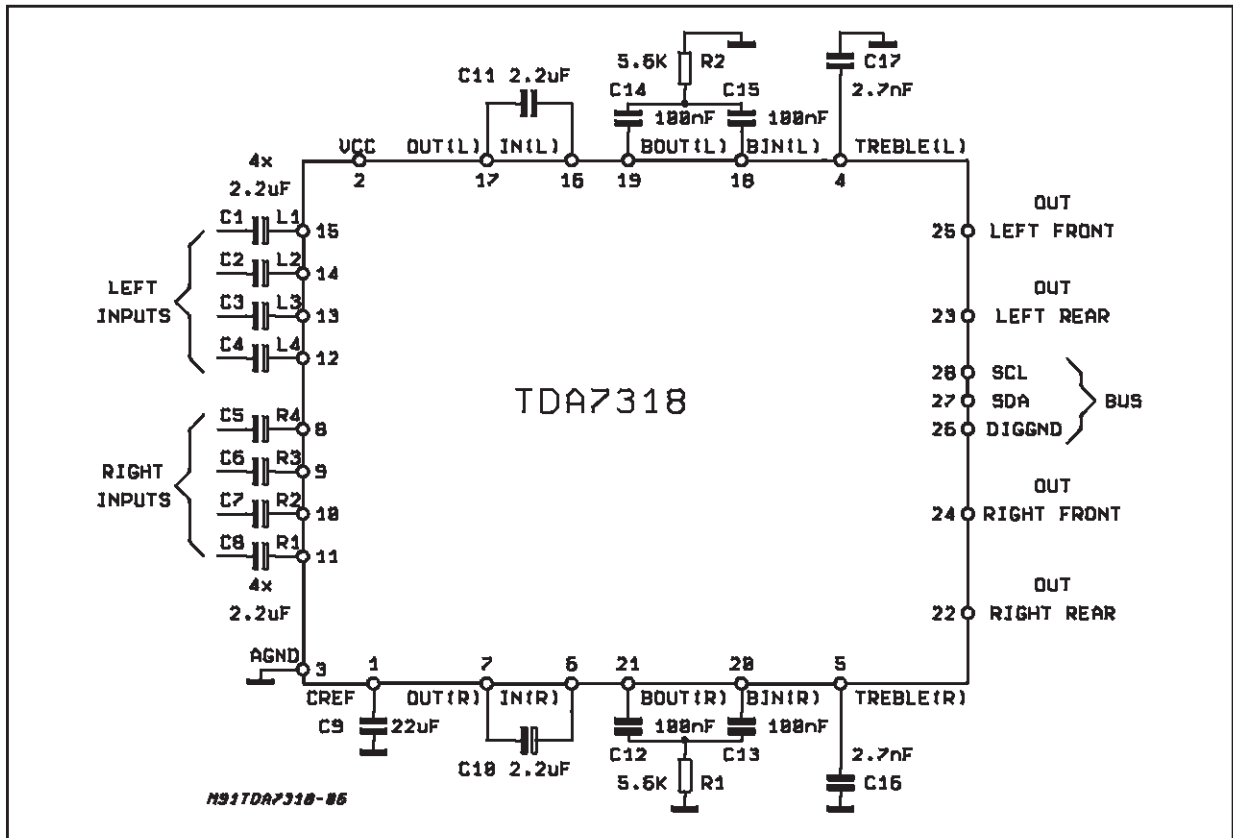 5.6K R2 C17
C11 2.2uF C14 C15 2.7nF
100nF 100nF
4x VCC OUT(L) IN(L) BOUT(L) BIN(L) TREBLE(L)
2.2uF 2 17 16 19 18 4
OUT
C1 L1 15 25 LEFT FRONT
C2 L2 14
LEFT OUT
INPUTS C3 L3 13 23 LEFT REAR
C4 L4 12
28 SCL
TDA7318 27 SDA BUS
C5 R4 8 26 DIGGND
RIGHT C6 R3 9
INPUTS OUT
C7 R2 10 24 RIGHT FRONT
C8 R1 11
4x OUT
2.2uF 22 RIGHT REAR
AGND 3 1 7 6 21 20 5
CREF OUT(R) IN(R) BOUT(R) BIN(R) TREBLE(R)
C9 22uF 100nF 100nF
C12 C13 2.7nF
C10 2.2uF 5.6K R1 C16
M91TDA7318-06